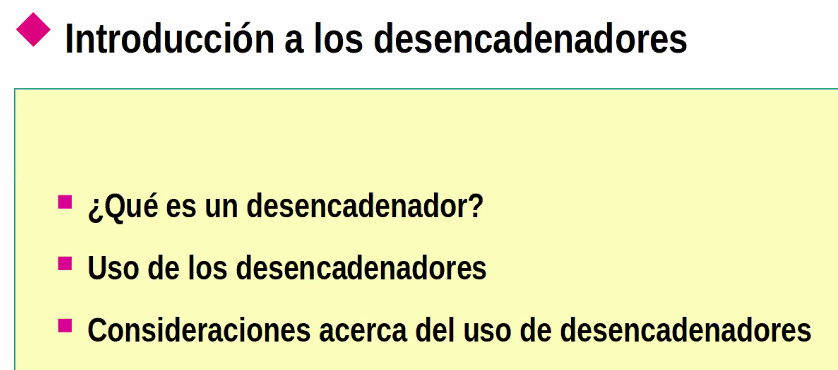 Introducción a los desencadenadores
¿Qué es un desencadenador?
Uso de los desencadenadores
Consideraciones acerca del uso de desencadenadores